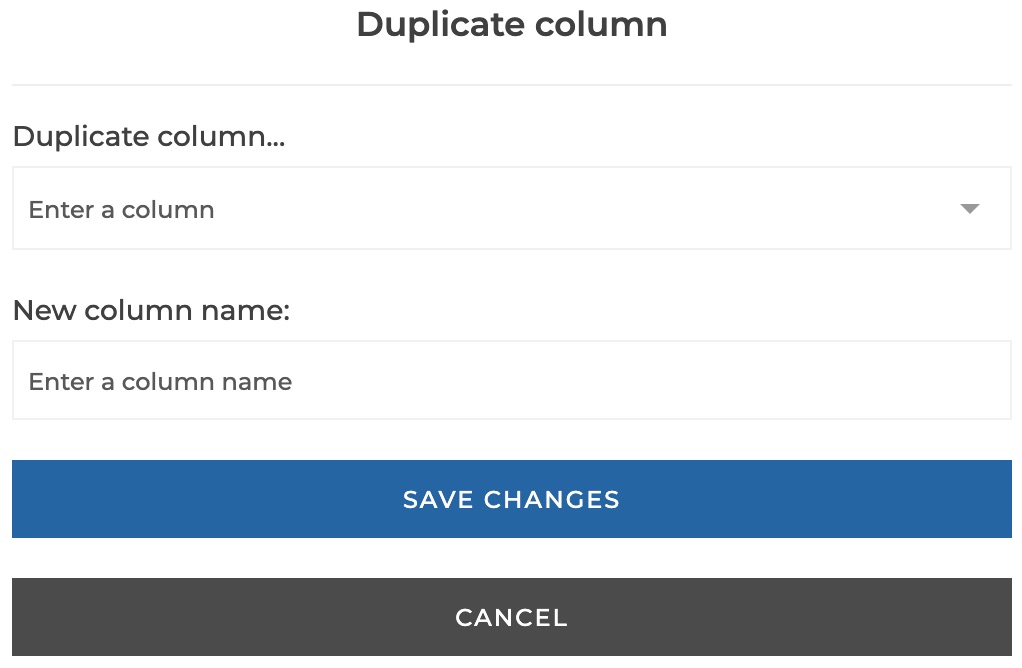 Duplicate column
Duplicate column...
Enter a column
New column name:
Enter a column name
SAVE CHANGES
CANCEL